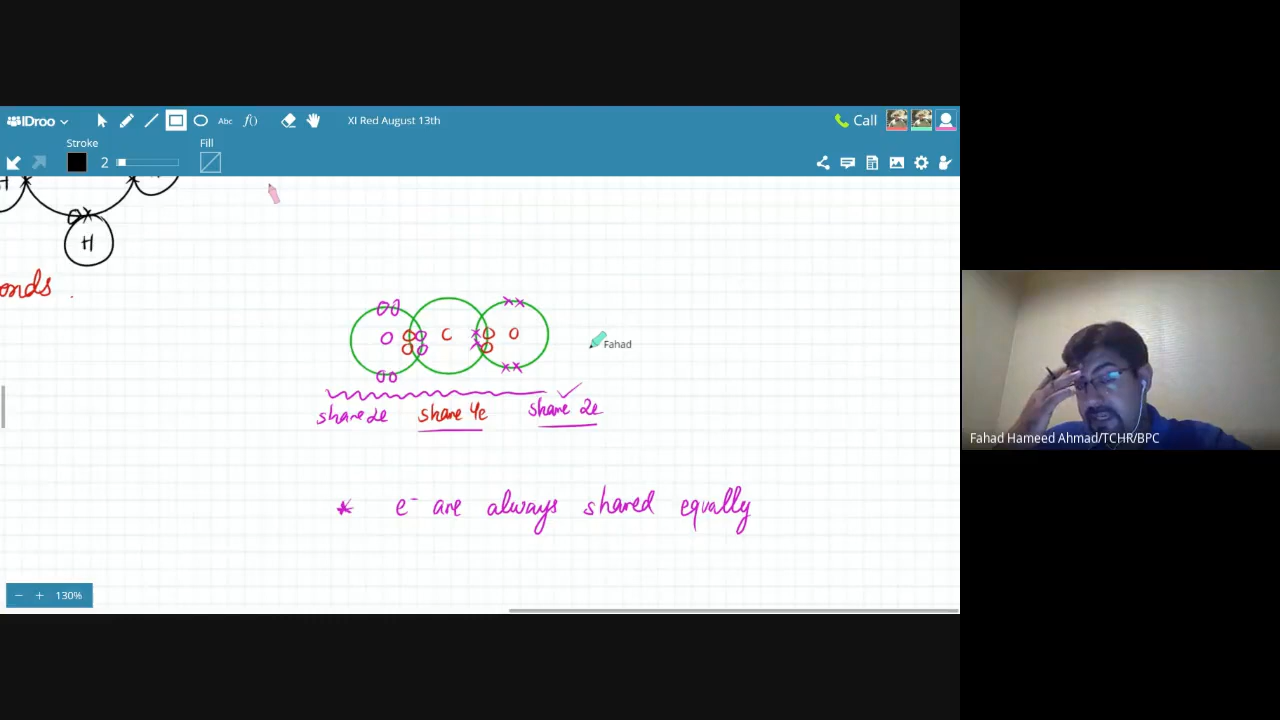 IDroo
Abc
f()
XI Red August 13th
Call
Stroke
Fill
2
H
onds .
C
O
O
Fahad
share 2e
share 4e
share 2e
* e⁻ are always shared equally
Fahad Hameed Ahmad/TCHR/BPC
− + 130%